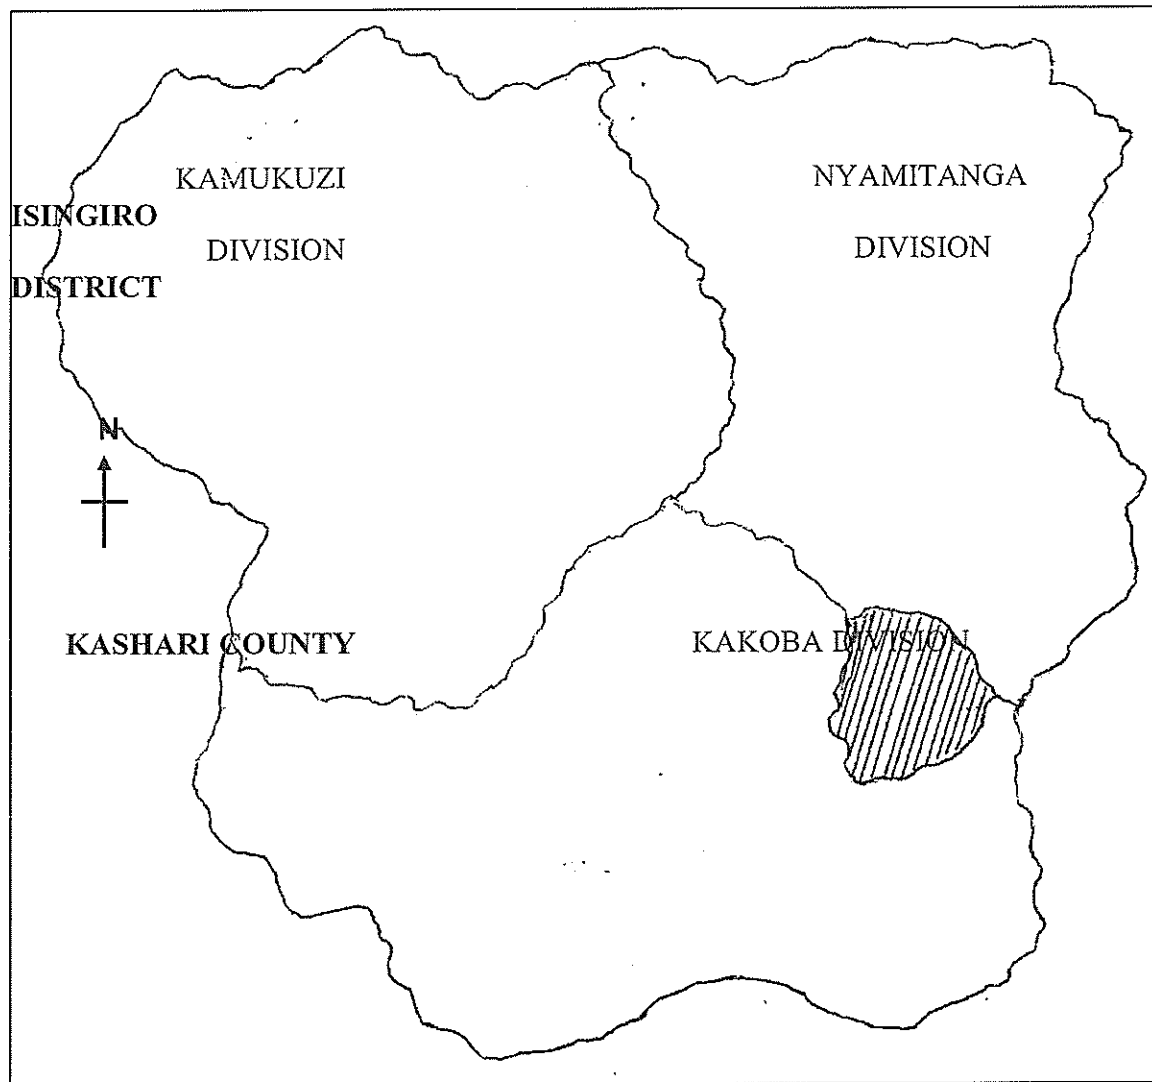 KAMUKUZI
DIVISION
NYAMITANGA
DIVISION
ISINGIRO
DISTRICT
N
KASHARI COUNTY
KAKOBA DIVISION